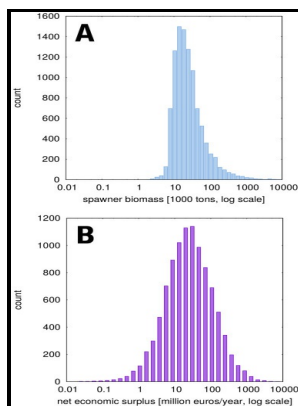 A
1600
1400
1200
1000
800
600
400
200
0
count
0.01 0.1 1 10 100 1000 10000
spawner biomass [1000 tons, log scale]
B
1200
1000
800
600
400
200
0
count
0.01 0.1 1 10 100 1000 10000
net economic surplus [million euros/year, log scale]